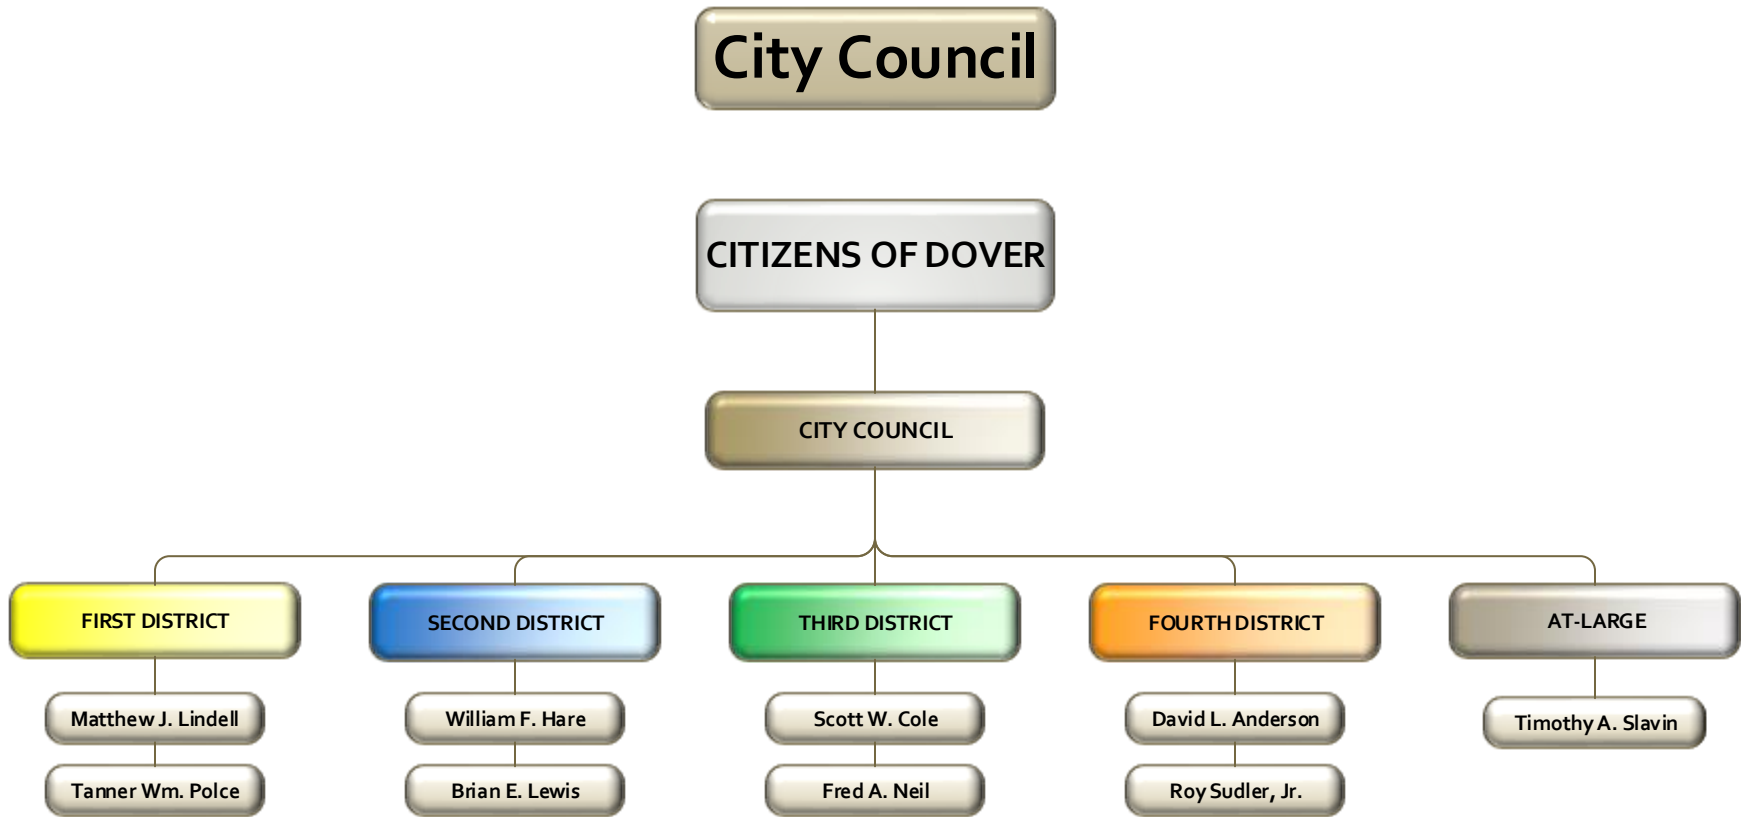 City Council
CITIZENS OF DOVER
CITY COUNCIL
FIRST DISTRICT
SECOND DISTRICT
THIRD DISTRICT
FOURTH DISTRICT
AT-LARGE
Matthew J. Lindell
William F. Hare
Scott W. Cole
David L. Anderson
Timothy A. Slavin
Tanner Wm. Polce
Brian E. Lewis
Fred A. Neil
Roy Sudler, Jr.